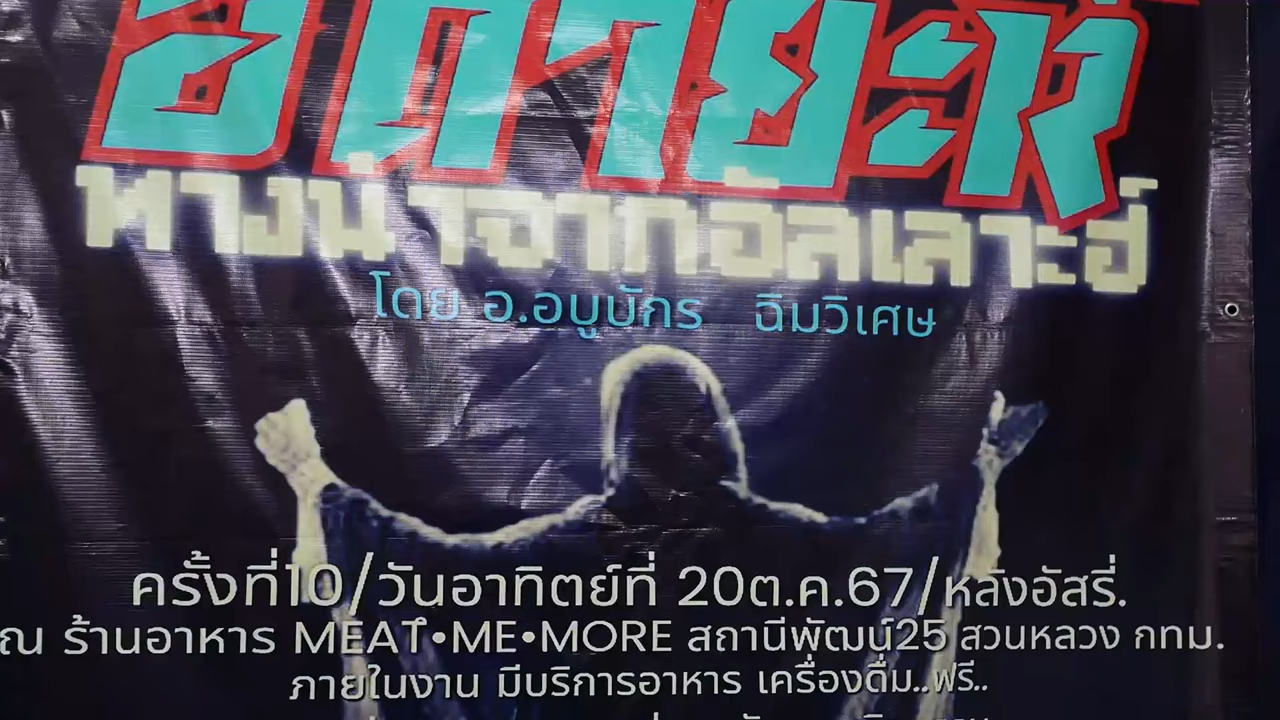 ทางนำจากอัลเลาะฮ์
โดย อ.อบูบักร ฉิมวิเศษ
ครั้งที่10/วันอาทิตย์ที่ 20ต.ค.67/หลังอัสรี่.
ณ ร้านอาหาร MEAT•ME•MORE สถานีพัฒน์25 สวนหลวง กทม.
ภายในงาน มีบริการอาหาร เครื่องดื่ม..ฟรี..